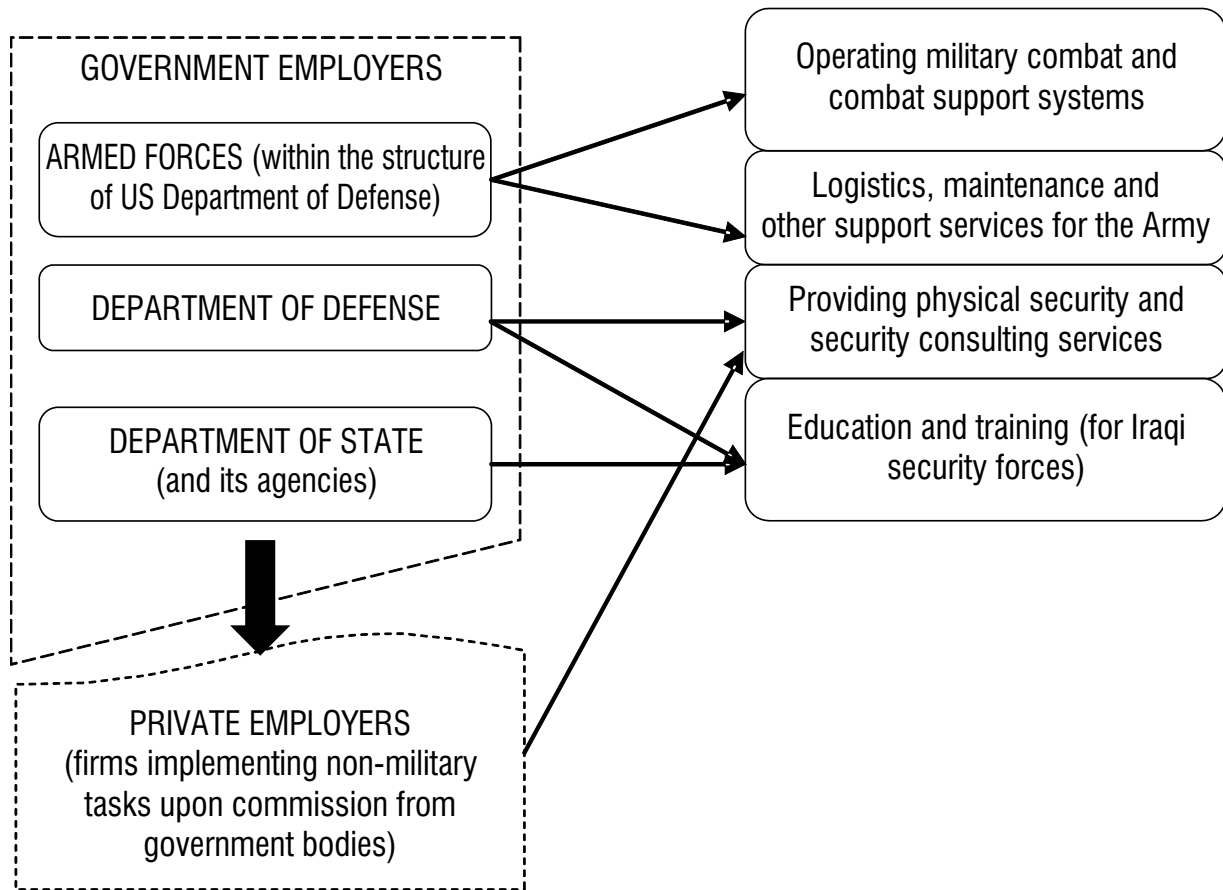 GOVERNMENT EMPLOYERS
ARMED FORCES (within the structure
of US Department of Defense)
DEPARTMENT OF DEFENSE
DEPARTMENT OF STATE
(and its agencies)
PRIVATE EMPLOYERS
(firms implementing non-military
tasks upon commission from
government bodies)
Operating military combat and
combat support systems
Logistics, maintenance and
other support services for the Army
Providing physical security and
security consulting services
Education and training (for Iraqi
security forces)